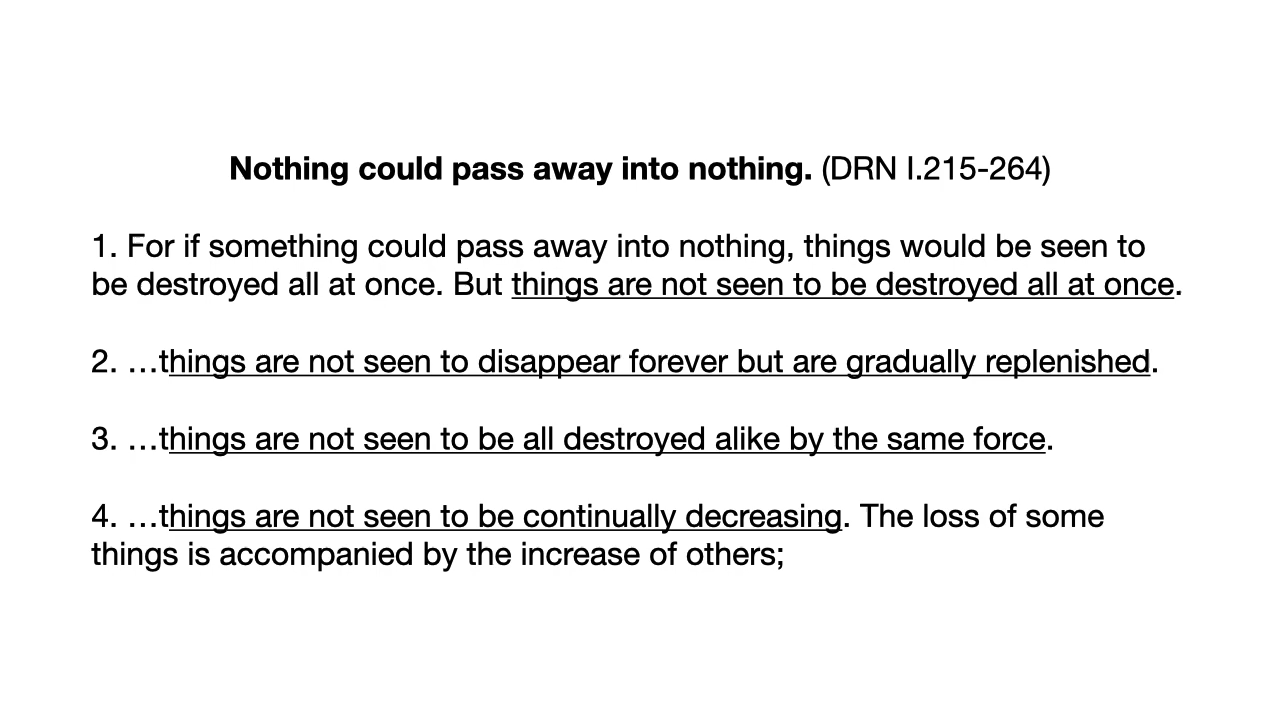 Nothing could pass away into nothing. (DRN I.215-264)
1. For if something could pass away into nothing, things would be seen to
be destroyed all at once. But things are not seen to be destroyed all at once.
2. …things are not seen to disappear forever but are gradually replenished.
3. …things are not seen to be all destroyed alike by the same force.
4. …things are not seen to be continually decreasing. The loss of some
things is accompanied by the increase of others;